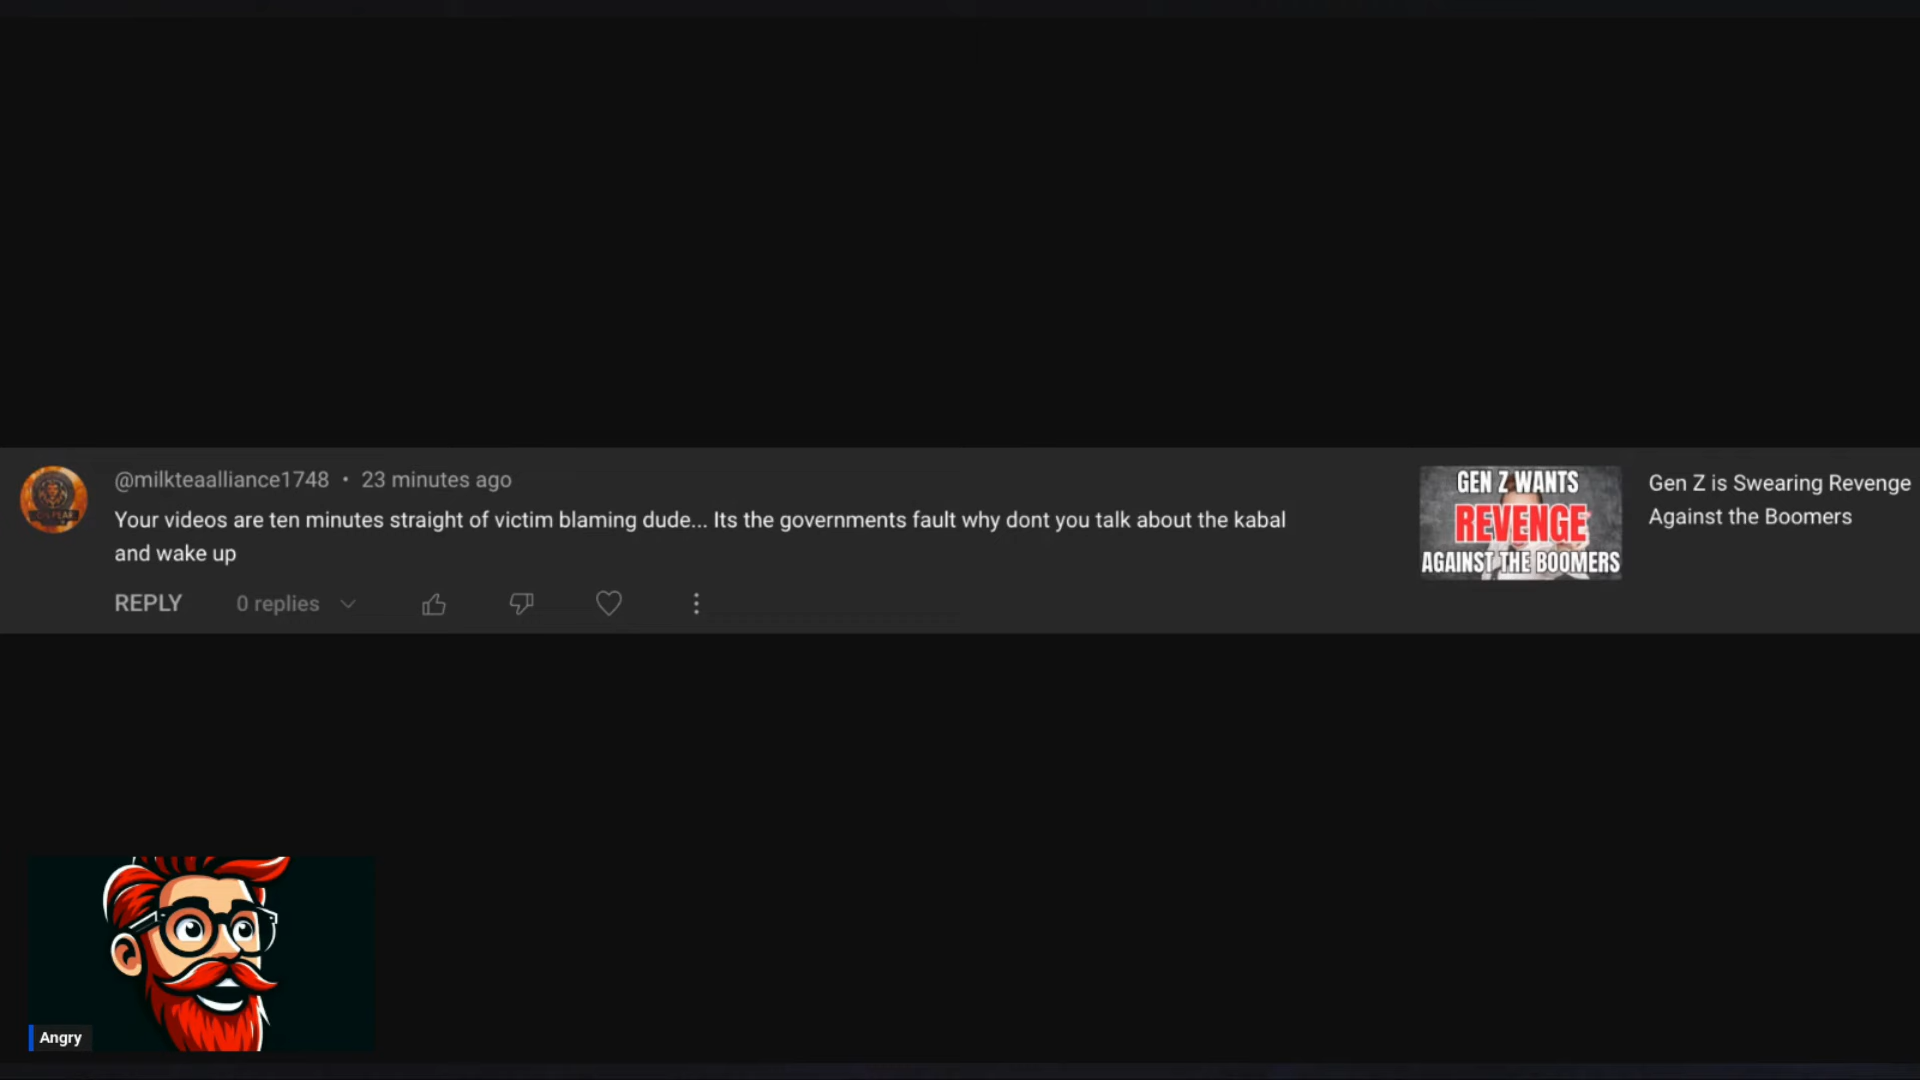 @milkteaalliance1748 • 23 minutes ago
Your videos are ten minutes straight of victim blaming dude... Its the governments fault why dont you talk about the kabal
and wake up
REPLY 0 replies
GEN Z WANTS
REVENGE
AGAINST THE BOOMERS
Gen Z is Swearing Revenge
Against the Boomers
Angry